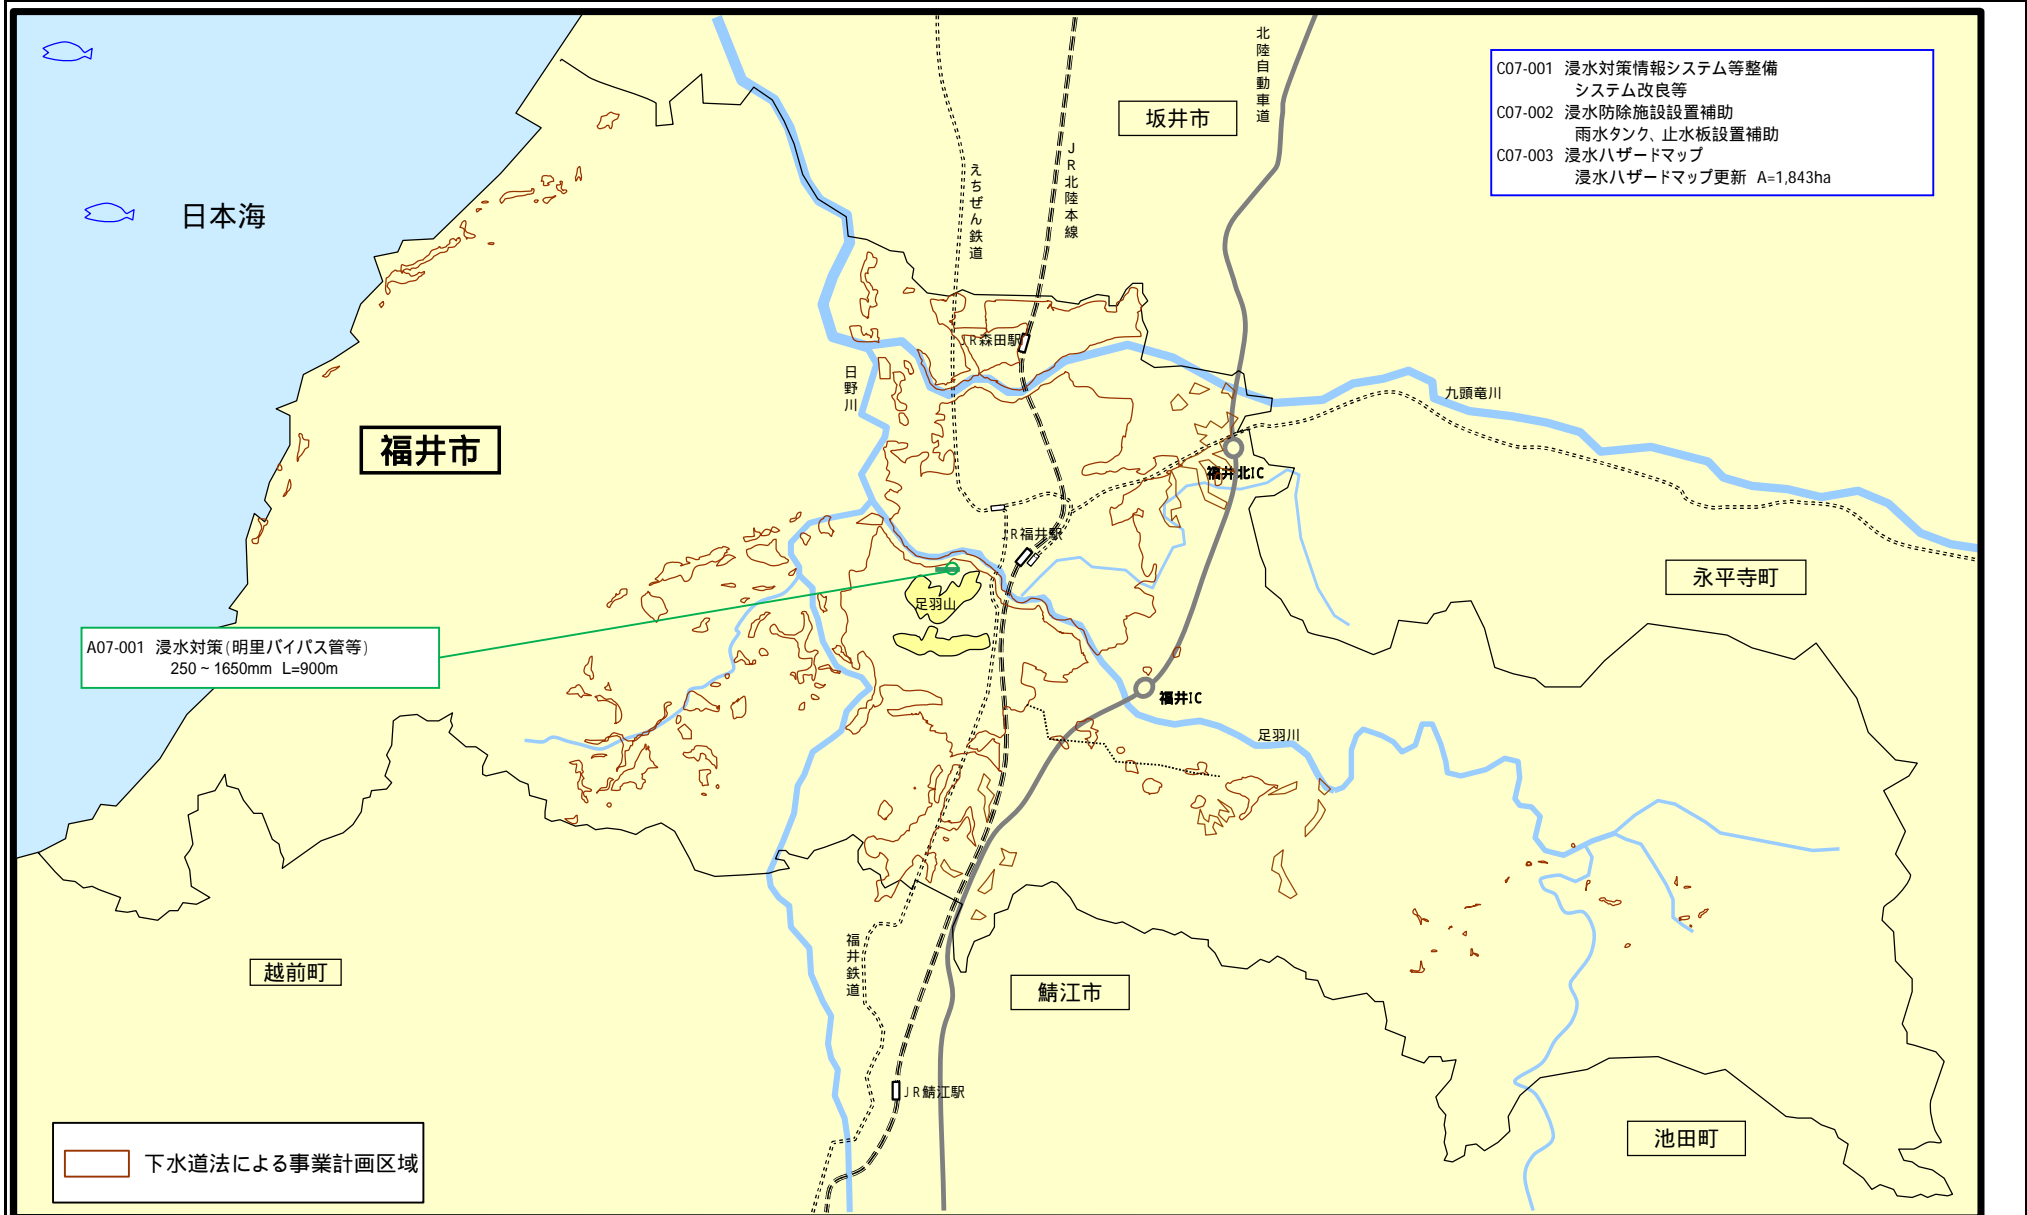 C07-001 浸水対策情報システム等整備
システム改良等
C07-002 浸水防除施設設置補助
雨水タンク、止水板設置補助
C07-003 浸水ハザードマップ
浸水ハザードマップ更新 A=1,843ha
北陸自動車道
坂井市
JR北陸本線
えちぜん鉄道
日本海
JR森田駅
日野川
九頭竜川
福井市
福井北IC
JR福井駅
永平寺町
足羽山
A07-001 浸水対策(明里バイパス管等)
250~1650mm L=900m
福井IC
足羽川
福井鉄道
越前町
鯖江市
JR鯖江駅
池田町
下水道法による事業計画区域